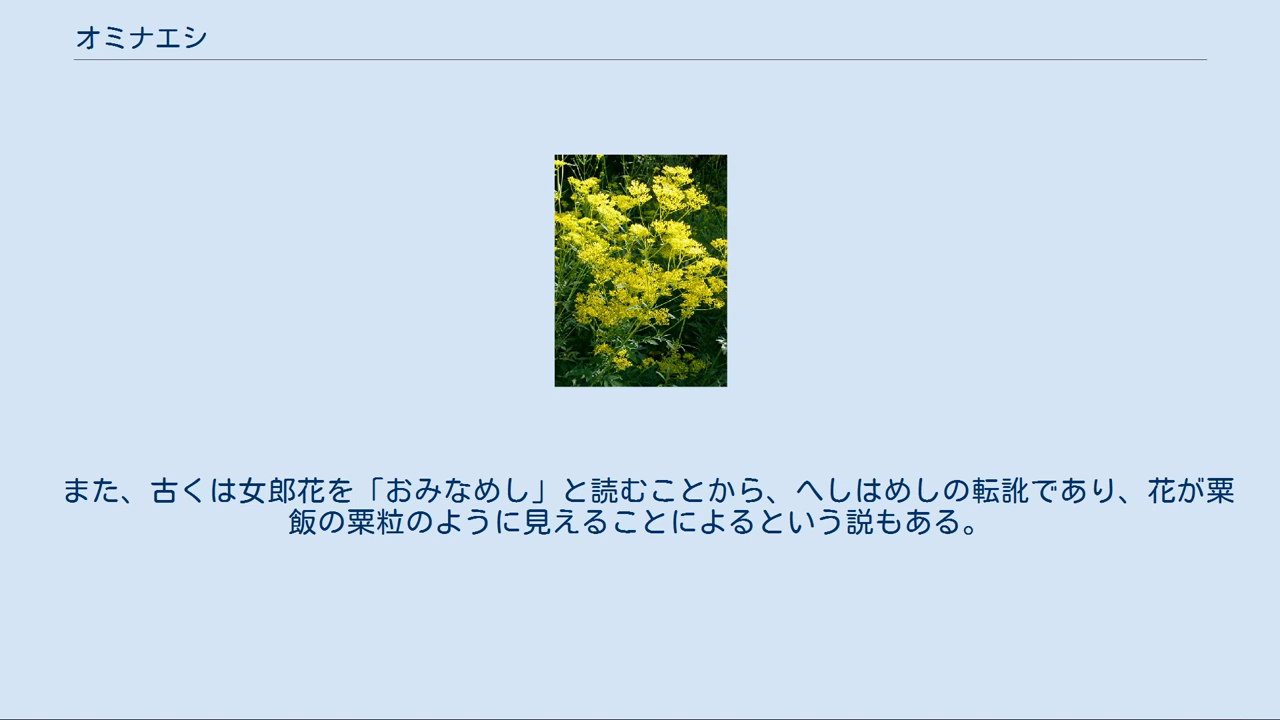 オミナエシ
また、古くは女郎花を「おみなめし」と読むことから、へしはめしの転訛であり、花が粟
飯の粟粒のように見えることによるという説もある。